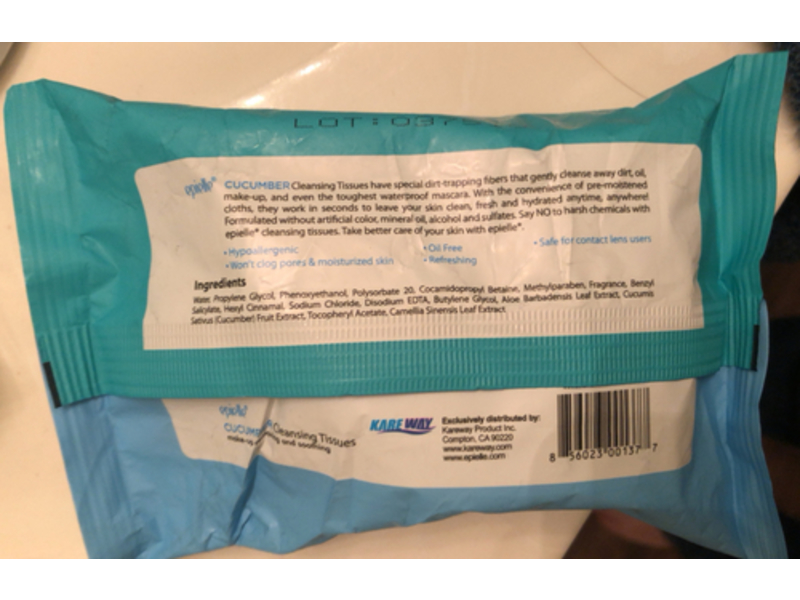 LOT:037
epielle®
CUCUMBER Cleansing Tissues have special dirt-trapping fibers that gently cleanse away dirt, oil,
make-up, and even the toughest waterproof mascara. With the convenience of pre-moistened
cloths, they work in seconds to leave your skin clean, fresh and hydrated anytime, anywhere!
Formulated without artificial color, mineral oil, alcohol and sulfates. Say NO to harsh chemicals with
epielle® cleansing tissues. Take better care of your skin with epielle®.
• Hypoallergenic • Oil Free • Safe for contact lens users
• Won't clog pores & moisturized skin • Refreshing
Ingredients
Water, Propylene Glycol, Phenoxyethanol, Polysorbate 20, Cocamidopropyl Betaine, Methylparaben, Fragrance, Benzyl
Salicylate, Hexyl Cinnamal, Sodium Chloride, Disodium EDTA, Butylene Glycol, Aloe Barbadensis Leaf Extract, Cucumis
Sativus (Cucumber) Fruit Extract, Tocopheryl Acetate, Camellia Sinensis Leaf Extract
epielle®
Cleansing Tissues
make-up and soothing
KAREWAY
Exclusively distributed by:
Kareway Product Inc.
Compton, CA 90220
www.kareway.com
www.epielle.com
8 56023 00137 7